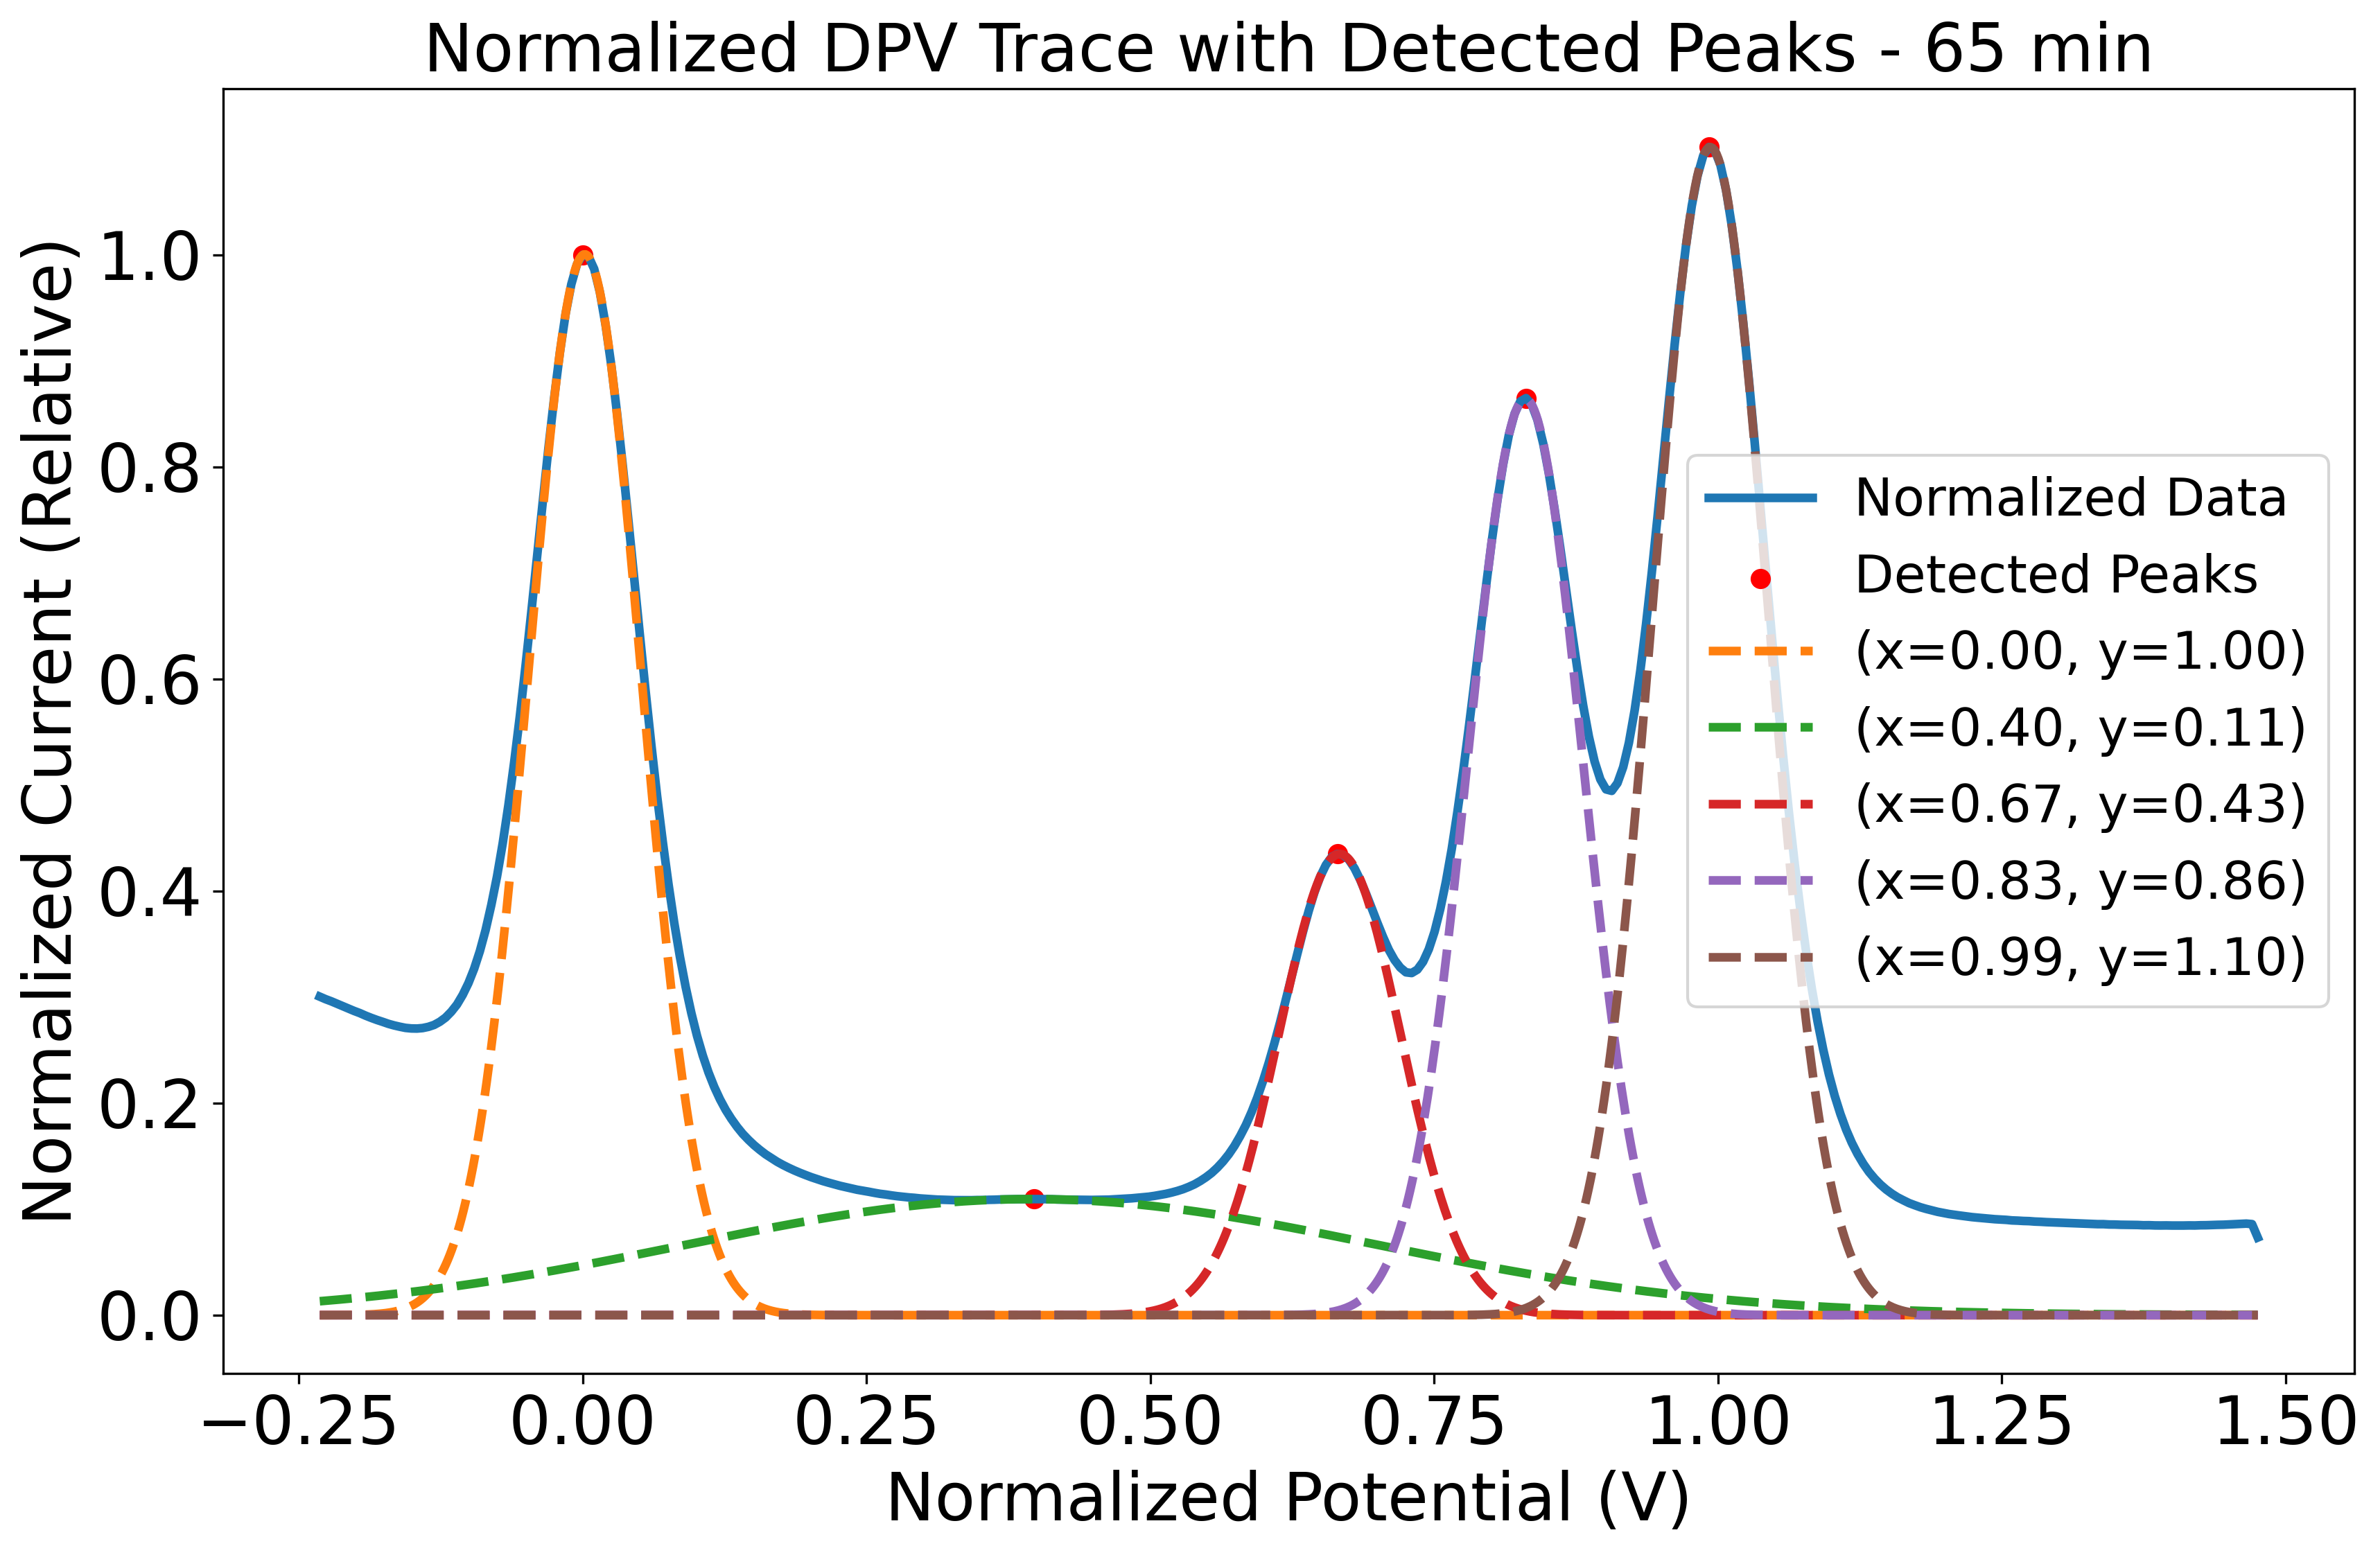 Normalized DPV Trace with Detected Peaks - 65 min
Normalized Current (Relative)
1.0
0.8
0.6
0.4
0.2
0.0
Normalized Data
Detected Peaks
(x=0.00, y=1.00)
(x=0.40, y=0.11)
(x=0.67, y=0.43)
(x=0.83, y=0.86)
(x=0.99, y=1.10)
−0.25 0.00 0.25 0.50 0.75 1.00 1.25 1.50
Normalized Potential (V)